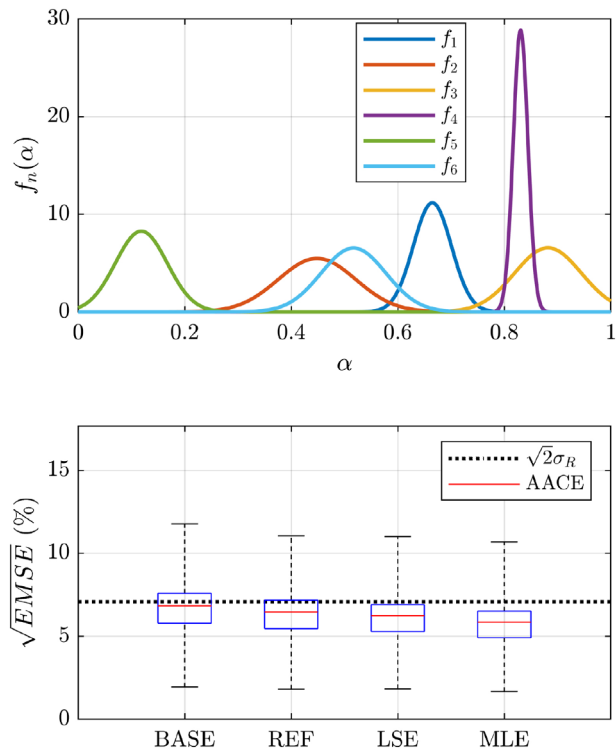 30
20
10
0
f_n(α)
f_1
f_2
f_3
f_4
f_5
f_6
0 0.2 0.4 0.6 0.8 1
α
15
10
5
0
√EMSE (%)
√2σ_R
AACE
BASE REF LSE MLE